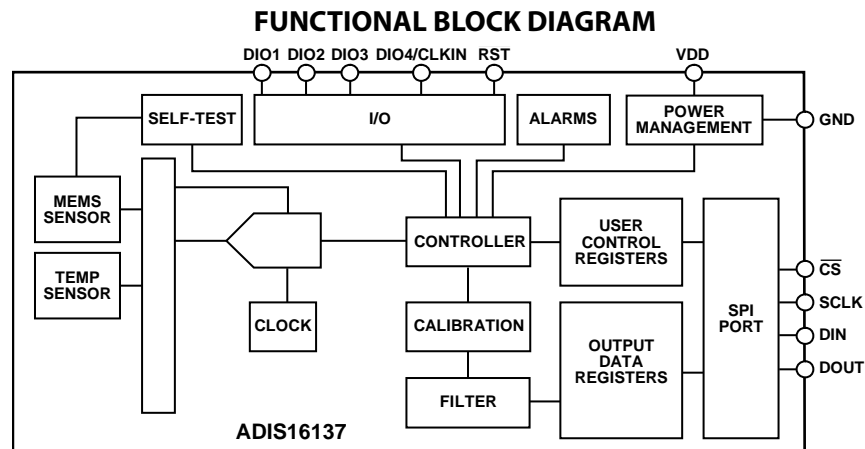 FUNCTIONAL BLOCK DIAGRAM
DIO1 DIO2 DIO3 DIO4/CLKIN RST VDD
SELF-TEST
I/O
ALARMS
POWER
MANAGEMENT
GND
MEMS
SENSOR
TEMP
SENSOR
CLOCK
CONTROLLER
CALIBRATION
FILTER
USER
CONTROL
REGISTERS
OUTPUT
DATA
REGISTERS
SPI
PORT
CS
SCLK
DIN
DOUT
ADIS16137